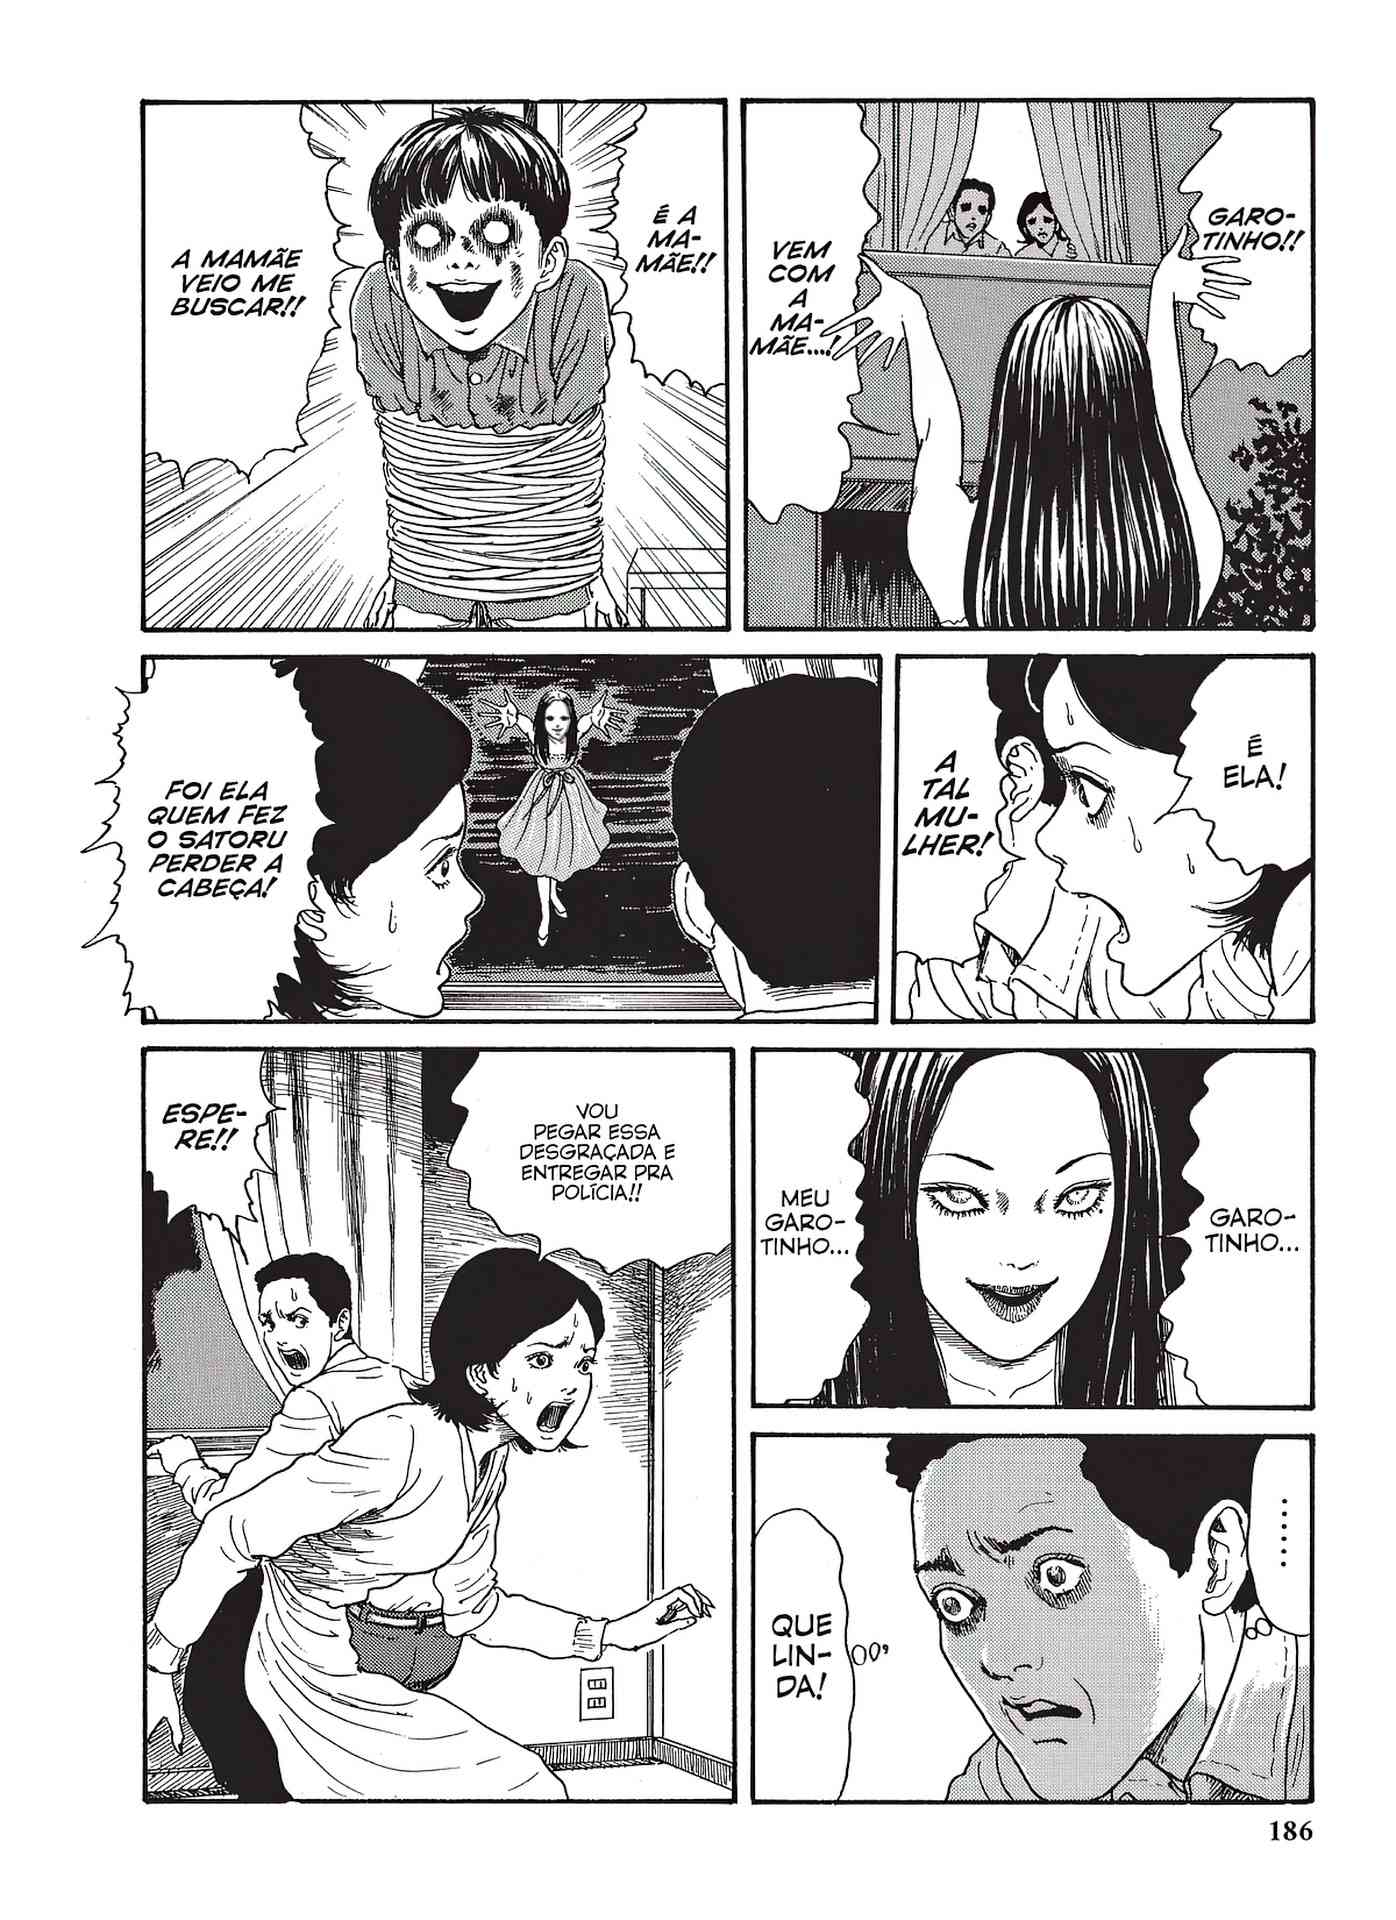 GARO-
TINHO!!
VEM
COM
A
MA-
MÃE...!
É A
MA-
MÃE!!
A MAMÃE
VEIO ME
BUSCAR!!
É
ELA!
A
TAL
MU-
LHER!
FOI ELA
QUEM FEZ
O SATORU
PERDER A
CABEÇA!
GARO-
TINHO...
MEU
GARO-
TINHO...
......
QUE
LIN-
DA!
VOU
PEGAR ESSA
DESGRAÇADA E
ENTREGAR PRA
POLÍCIA!!
ESPE-
RE!!
186